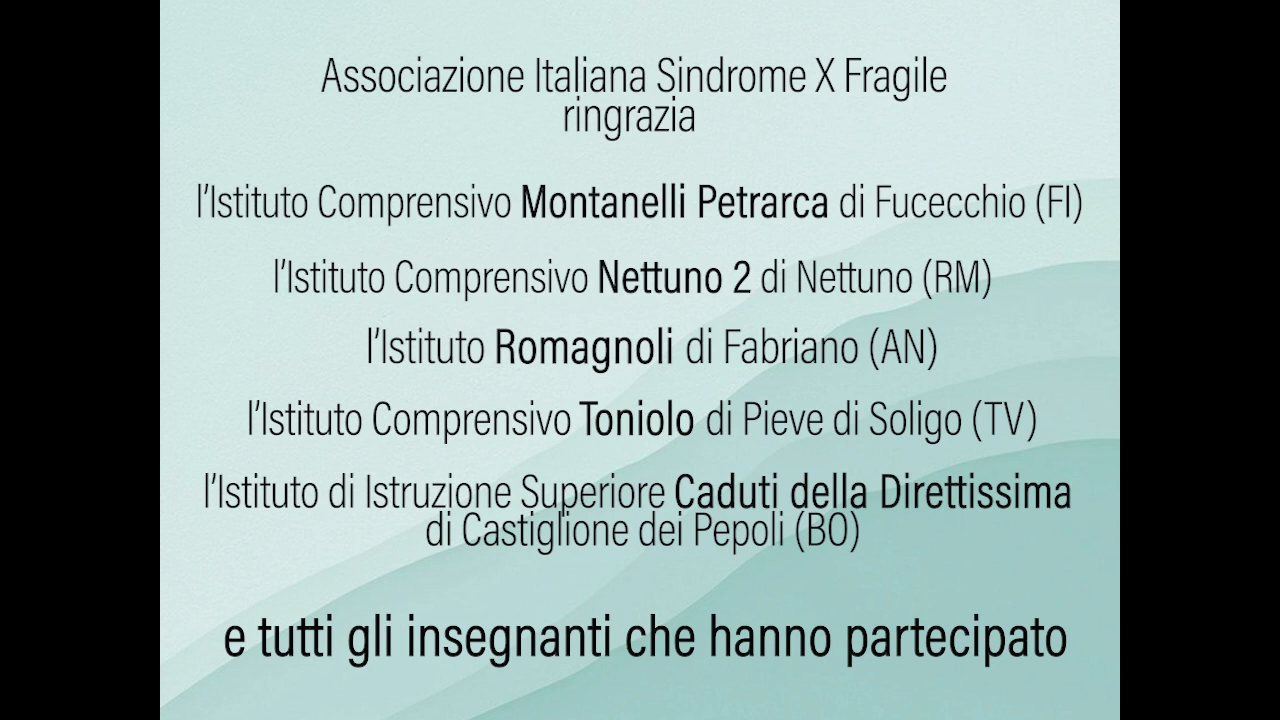 Associazione Italiana Sindrome X Fragile
ringrazia
l'Istituto Comprensivo Montanelli Petrarca di Fucecchio (FI)
l'Istituto Comprensivo Nettuno 2 di Nettuno (RM)
l'Istituto Romagnoli di Fabriano (AN)
l'Istituto Comprensivo Toniolo di Pieve di Soligo (TV)
l'Istituto di Istruzione Superiore Caduti della Direttissima
di Castiglione dei Pepoli (BO)
e tutti gli insegnanti che hanno partecipato